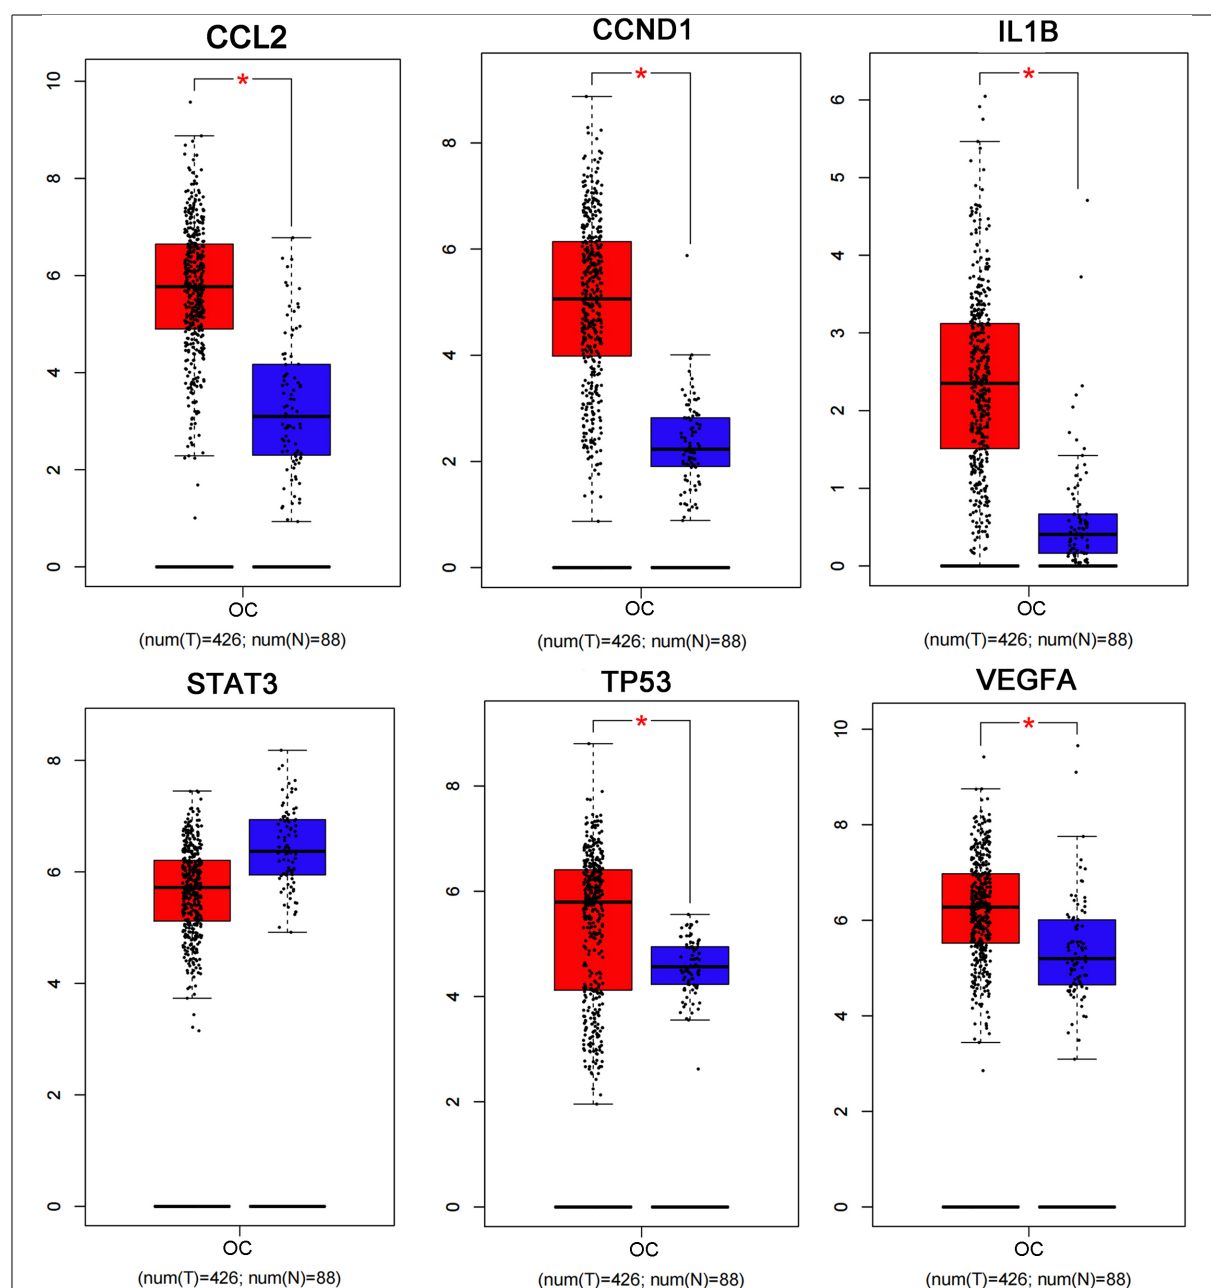 CCL2
CCND1
IL1B
*
*
*
10
8
6
4
2
0
8
6
4
2
0
6
5
4
3
2
1
0
OC
OC
OC
(num(T)=426; num(N)=88)
(num(T)=426; num(N)=88)
(num(T)=426; num(N)=88)
STAT3
TP53
VEGFA
*
*
8
6
4
2
0
8
6
4
2
0
10
8
6
4
2
0
OC
OC
OC
(num(T)=426; num(N)=88)
(num(T)=426; num(N)=88)
(num(T)=426; num(N)=88)